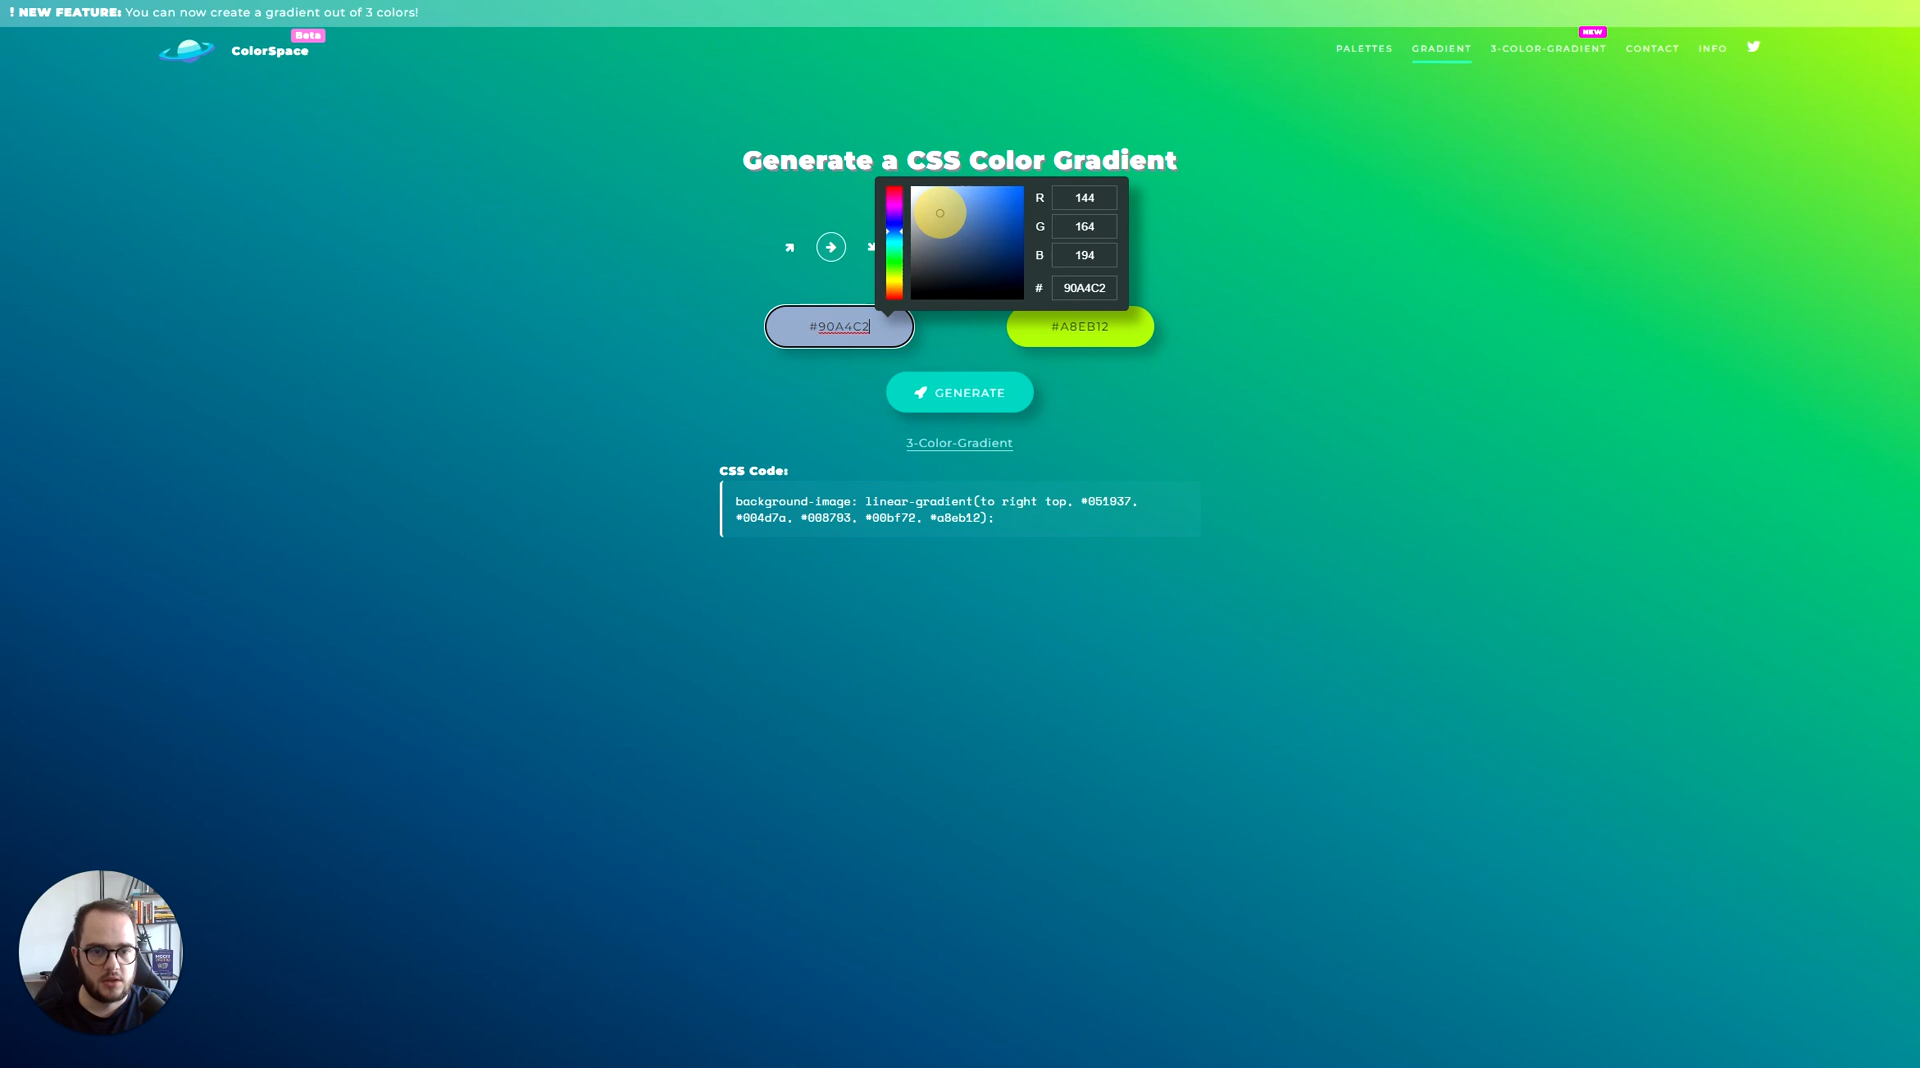 ! NEW FEATURE: You can now create a gradient out of 3 colors!
Beta
ColorSpace
NEW
PALETTES GRADIENT 3-COLOR-GRADIENT CONTACT INFO
Generate a CSS Color Gradient
R 144
G 164
B 194
# 90A4C2
#90A4C2
#A8EB12
GENERATE
3-Color-Gradient
CSS Code:
background-image: linear-gradient(to right top, #051937,
#004d7a, #008793, #00bf72, #a8eb12);